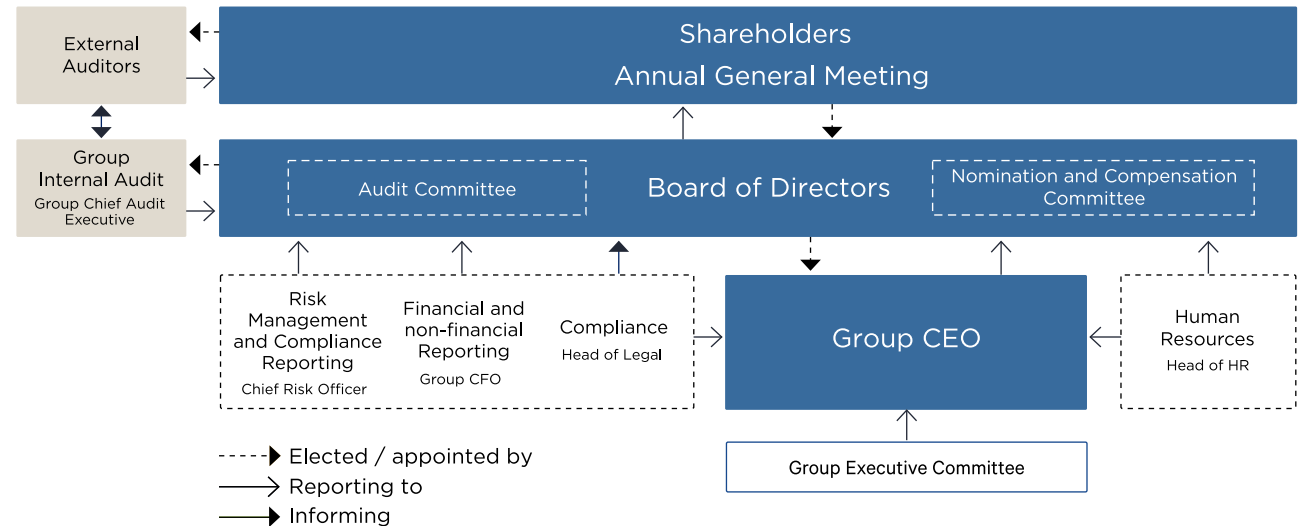 External
Auditors
Shareholders
Annual General Meeting
Group
Internal Audit
Group Chief Audit
Executive
Audit Committee
Board of Directors
Nomination and Compensation
Committee
Risk
Management
and Compliance
Reporting
Chief Risk Officer
Financial and
non-financial
Reporting
Group CFO
Compliance
Head of Legal
Group CEO
Human
Resources
Head of HR
Group Executive Committee
Elected / appointed by
Reporting to
Informing